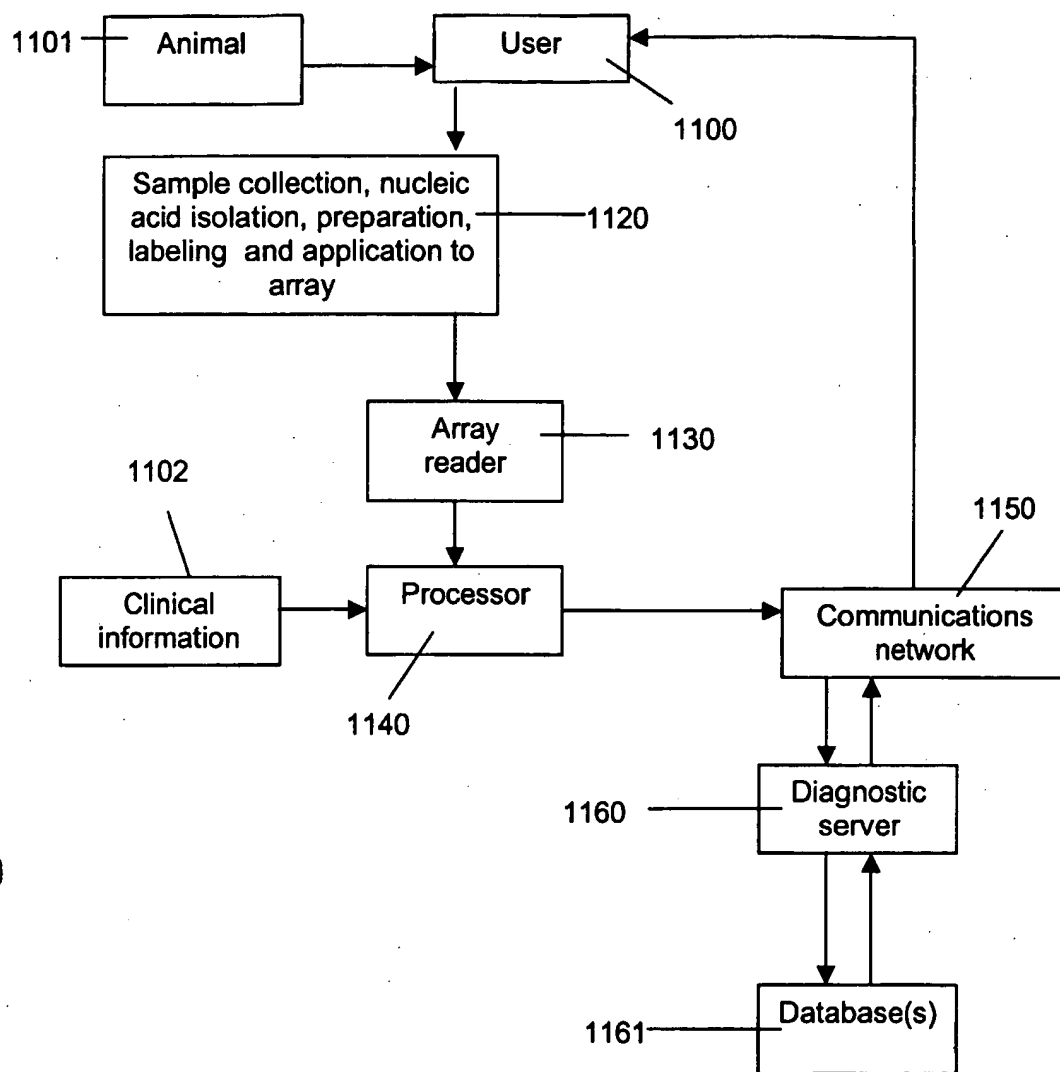 1101
Animal
User
1100
Sample collection, nucleic
acid isolation, preparation,
labeling and application to
array
1120
Array
reader
1130
1102
Clinical
information
Processor
1140
1150
Communications
network
1160
Diagnostic
server
1161
Database(s)